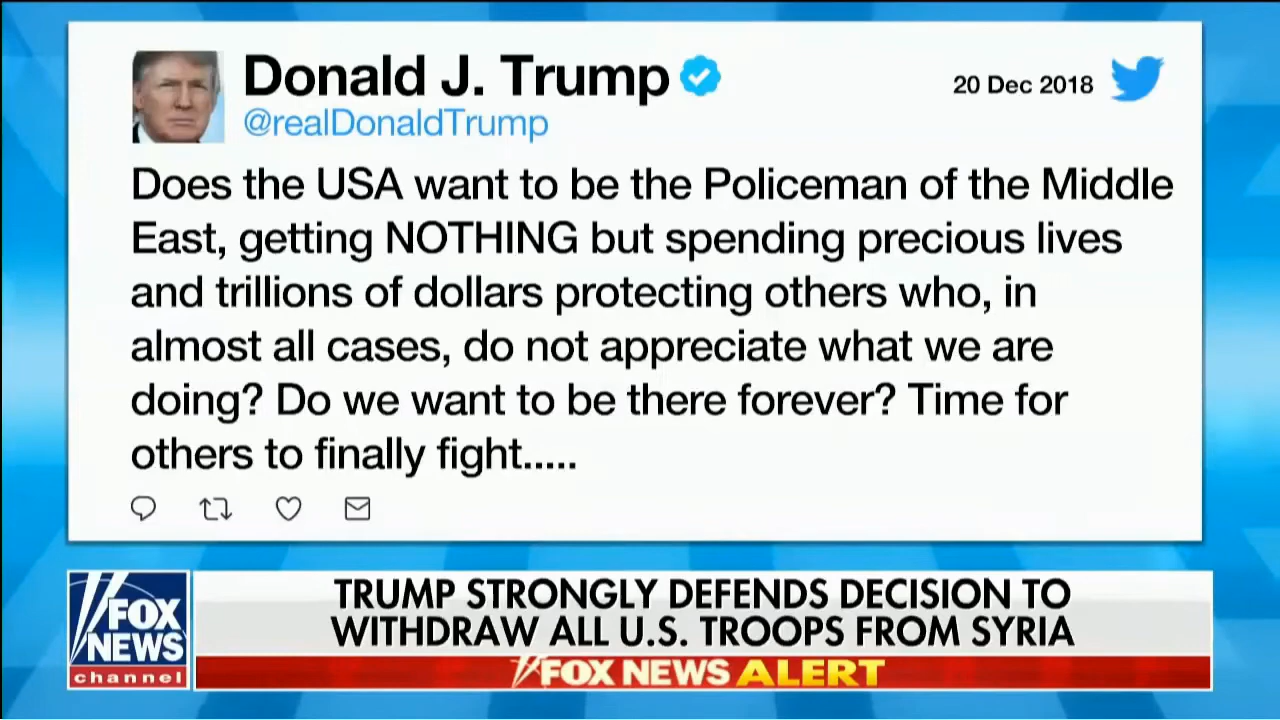 Donald J. Trump
@realDonaldTrump
20 Dec 2018
Does the USA want to be the Policeman of the Middle
East, getting NOTHING but spending precious lives
and trillions of dollars protecting others who, in
almost all cases, do not appreciate what we are
doing? Do we want to be there forever? Time for
others to finally fight.....
FOX
NEWS
channel
TRUMP STRONGLY DEFENDS DECISION TO
WITHDRAW ALL U.S. TROOPS FROM SYRIA
FOX NEWS ALERT